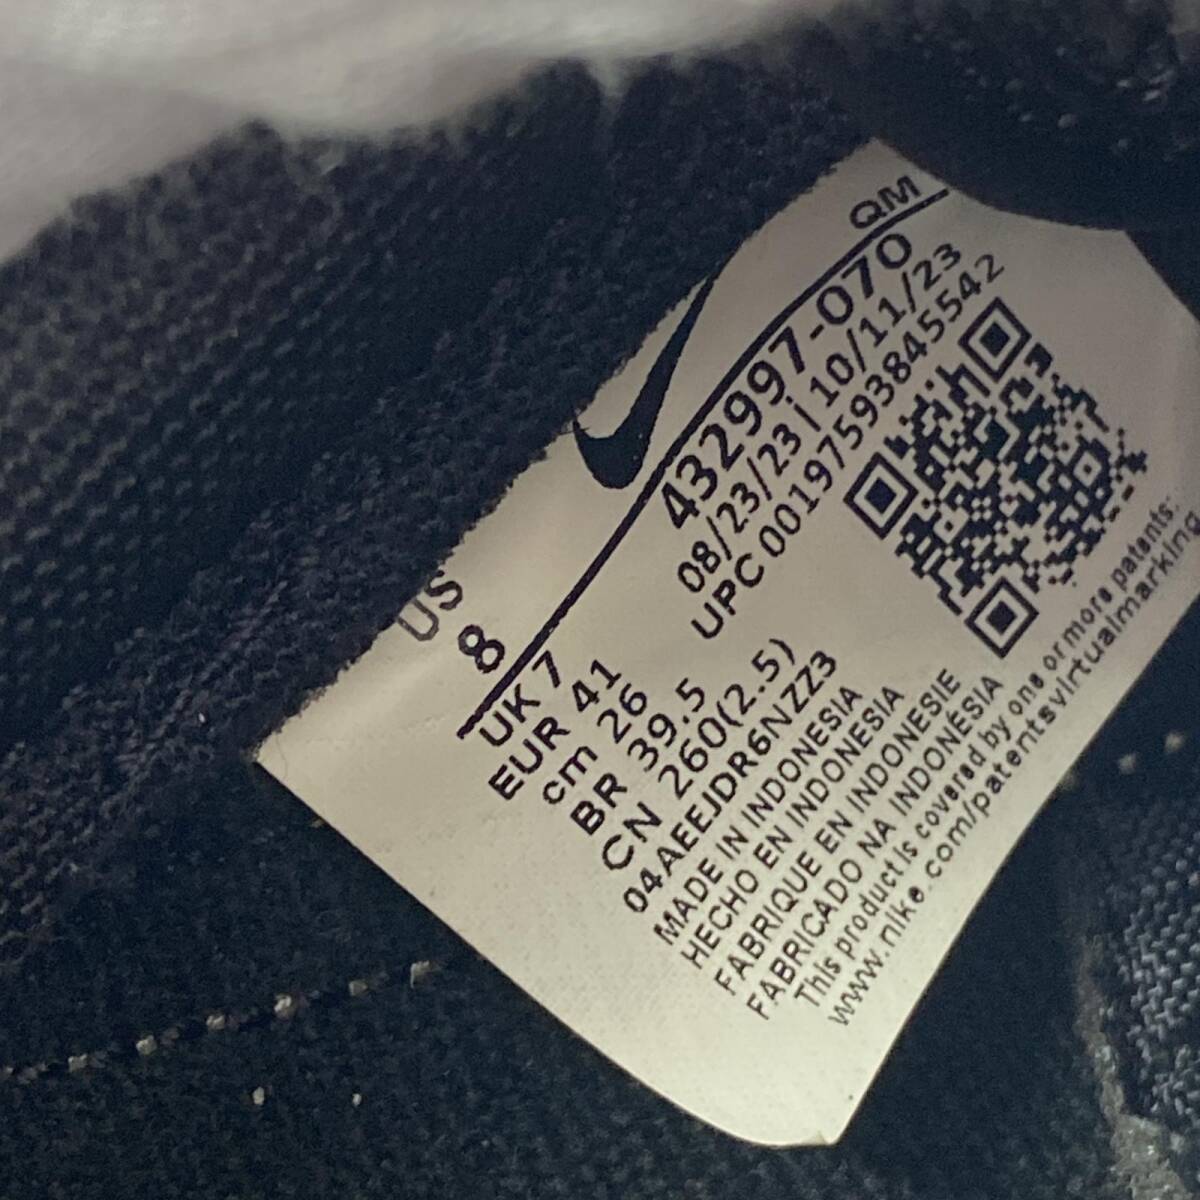 QM
US
8
432997-070
08/23/23 | 10/11/23
UPC 00197593845542
UK 7
EUR 41
cm 26
BR 39.5
CN 260(2.5)
04AEEJDR6NZZ3
MADE IN INDONESIA
HECHO EN INDONESIA
FABRIQUE EN INDONESIE
FABRICADO NA INDONÉSIA
This product is covered by one or more patents:
www.nike.com/patentsvirtualmarking